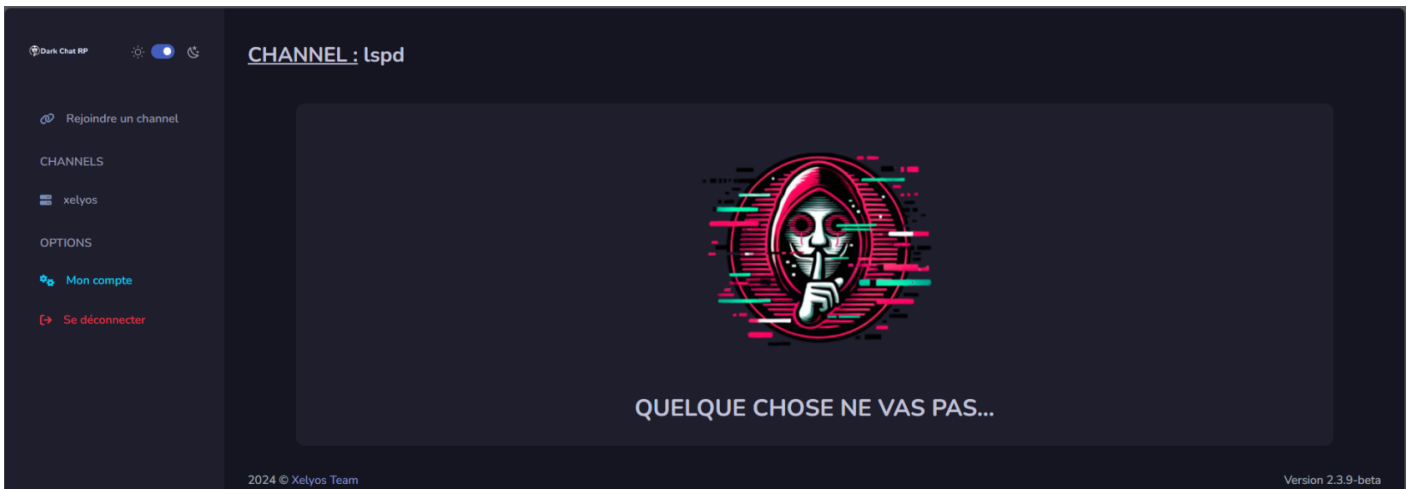 Dark Chat RP
CHANNEL : lspd
Rejoindre un channel
CHANNELS
xelyos
OPTIONS
Mon compte
Se déconnecter
QUELQUE CHOSE NE VAS PAS...
2024 © Xelyos Team
Version 2.3.9-beta